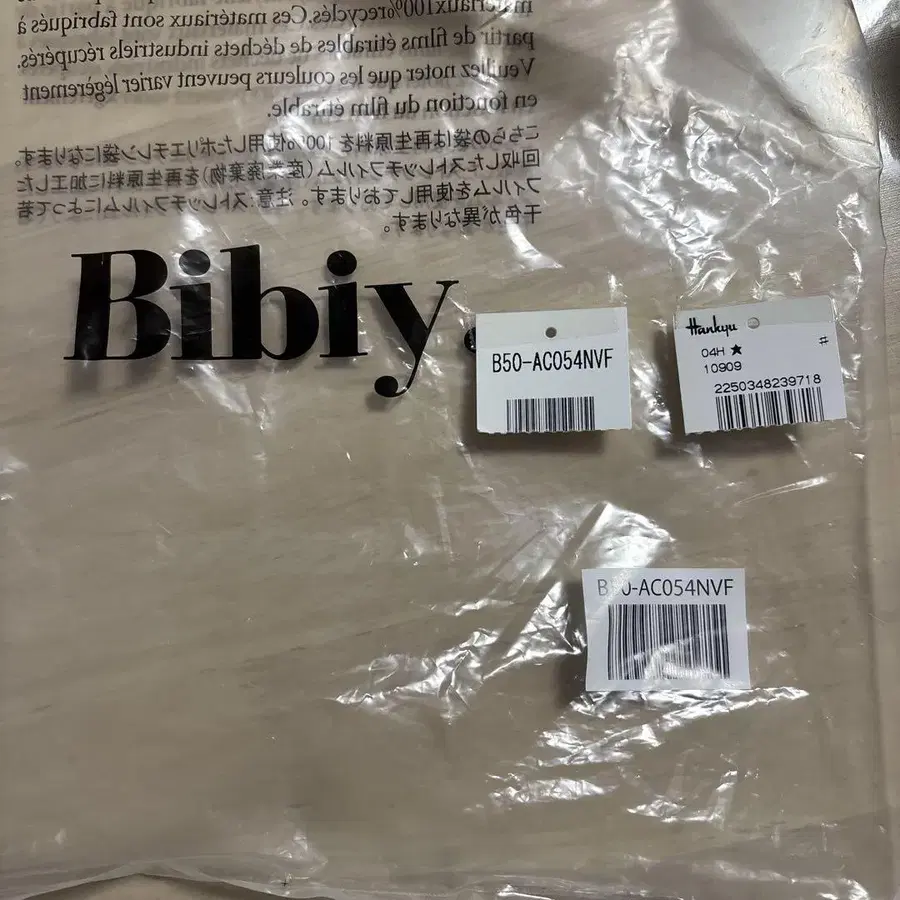 matériaux100%recyclés.Ces matériaux sont fabriqués à
partir de films étirables de déchets industriels récupérés.
Veuillez noter que les couleurs peuvent varier légèrement
en fonction du film étirable.
こちらの袋は再生原料を100%使用したポリエチレン袋になります。
回収したストレッチフィルム(産業廃棄物)を再生原料に加工した
フィルムを使用しております。注意:ストレッチフィルムによって若
干色が異なります。
Bibiy.
B50-AC054NVF
Hankyu
04H ★ #
10909
2250348239718
B50-AC054NVF